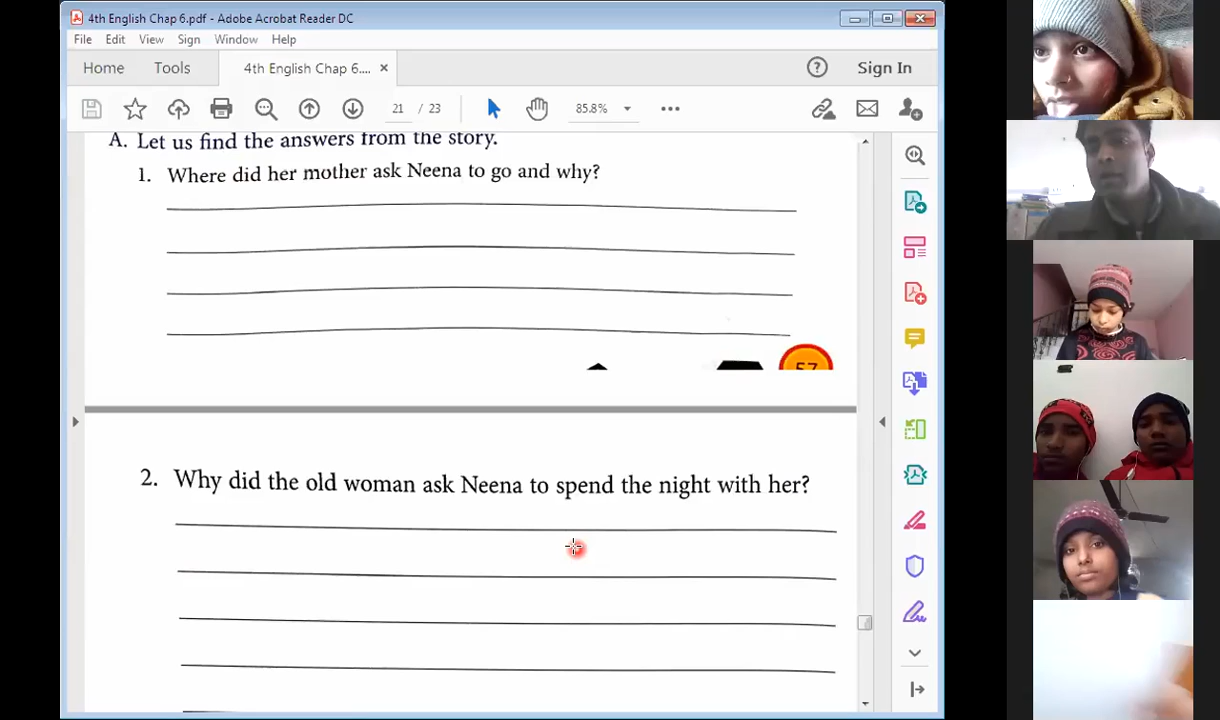 4th English Chap 6.pdf - Adobe Acrobat Reader DC
File Edit View Sign Window Help
Home Tools 4th English Chap 6.... × ? Sign In
21 / 23 85.8%
A. Let us find the answers from the story.
1. Where did her mother ask Neena to go and why?
57
2. Why did the old woman ask Neena to spend the night with her?